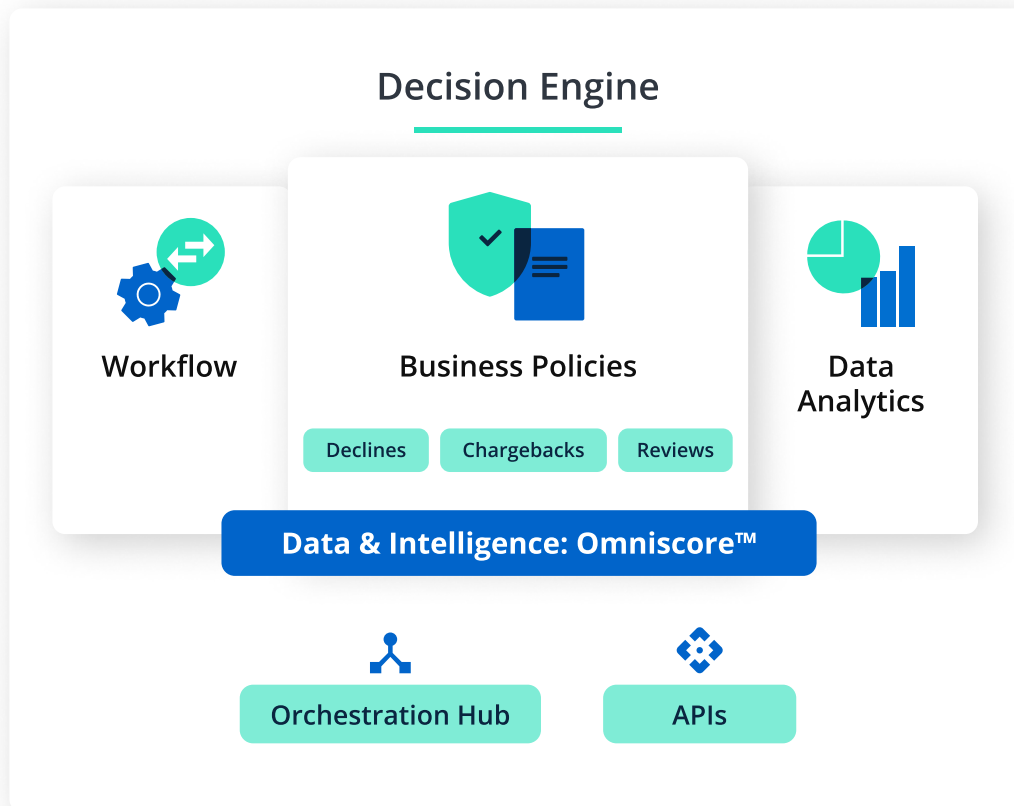 Decision Engine
Workflow
Business Policies
Data
Analytics
Declines
Chargebacks
Reviews
Data & Intelligence: Omniscore™
Orchestration Hub
APIs